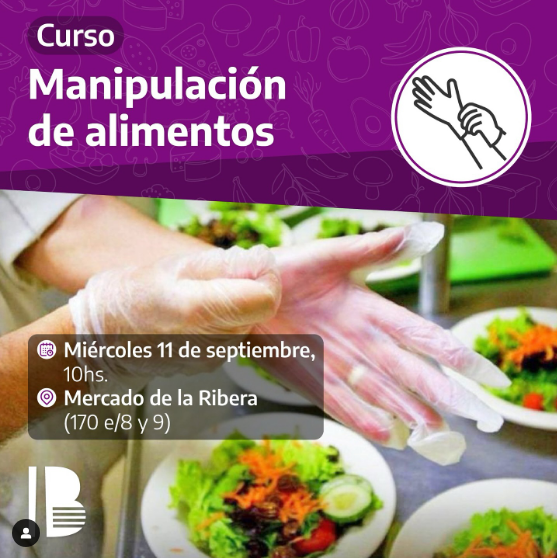 Curso
Manipulación
de alimentos
Miércoles 11 de septiembre,
10hs.
Mercado de la Ribera
(170 e/8 y 9)
B